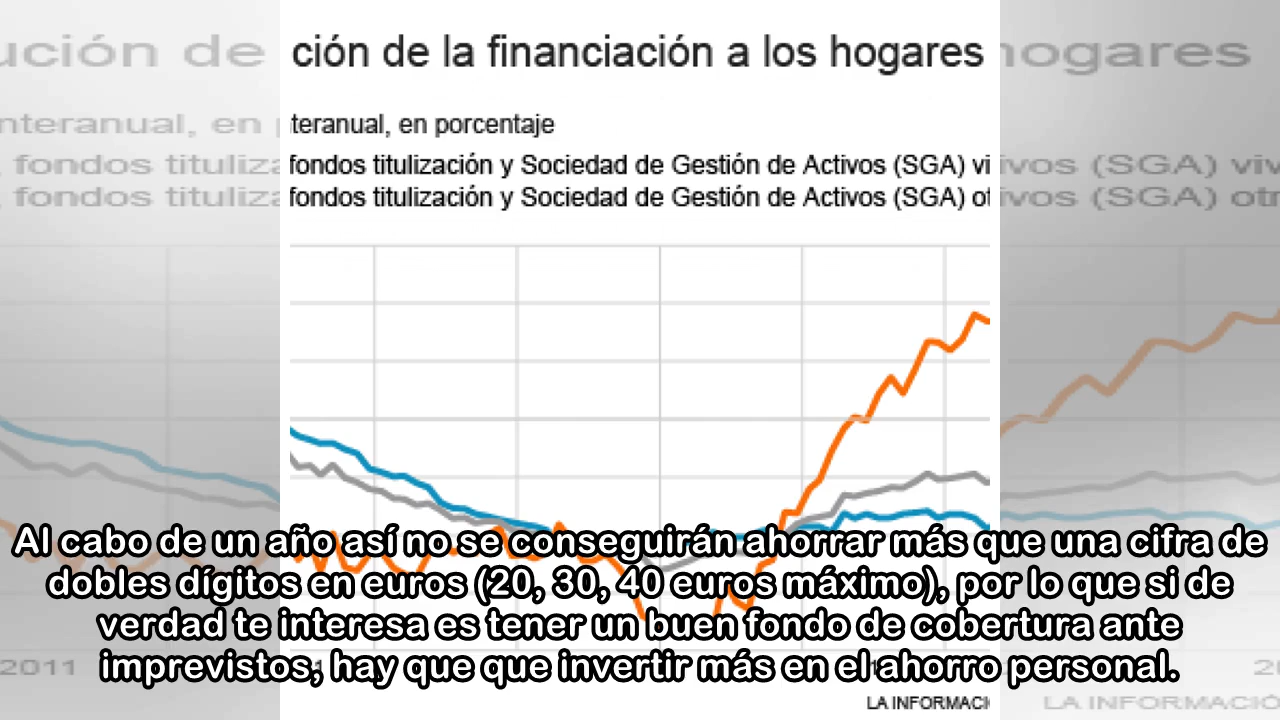 ción de la financiación a los hogares
teranual, en porcentaje
fondos titulización y Sociedad de Gestión de Activos (SGA) vi
fondos titulización y Sociedad de Gestión de Activos (SGA) ot
Al cabo de un año así no se conseguirán ahorrar más que una cifra de
dobles dígitos en euros (20, 30, 40 euros máximo), por lo que si de
verdad te interesa es tener un buen fondo de cobertura ante
imprevistos, hay que que invertir más en el ahorro personal.
2011
LA INFORMACI